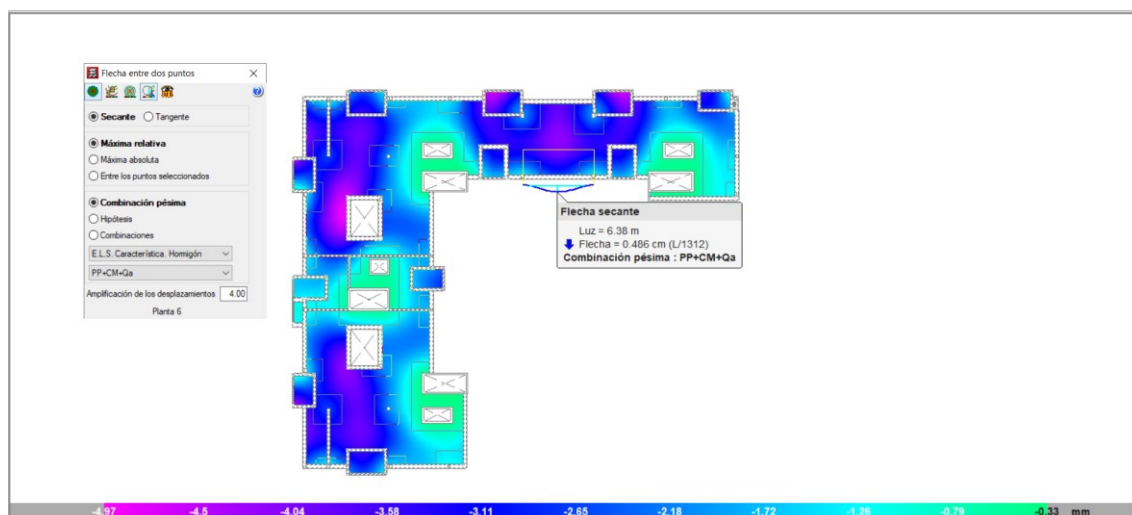 Flecha entre dos puntos
Secante Tangente
Máxima relativa
Máxima absoluta
Entre los puntos seleccionados
Combinación pésima
Hipótesis
Combinaciones
E.L.S. Característica. Hormigón
PP+CM+Qa
Amplificación de los desplazamientos 4.00
Planta 6
Flecha secante
Luz = 6.38 m
Flecha = 0.486 cm (L/1312)
Combinación pésima : PP+CM+Qa
-4.97 -4.5 -4.04 -3.58 -3.11 -2.65 -2.18 -1.72 -1.26 -0.79 -0.33 mm